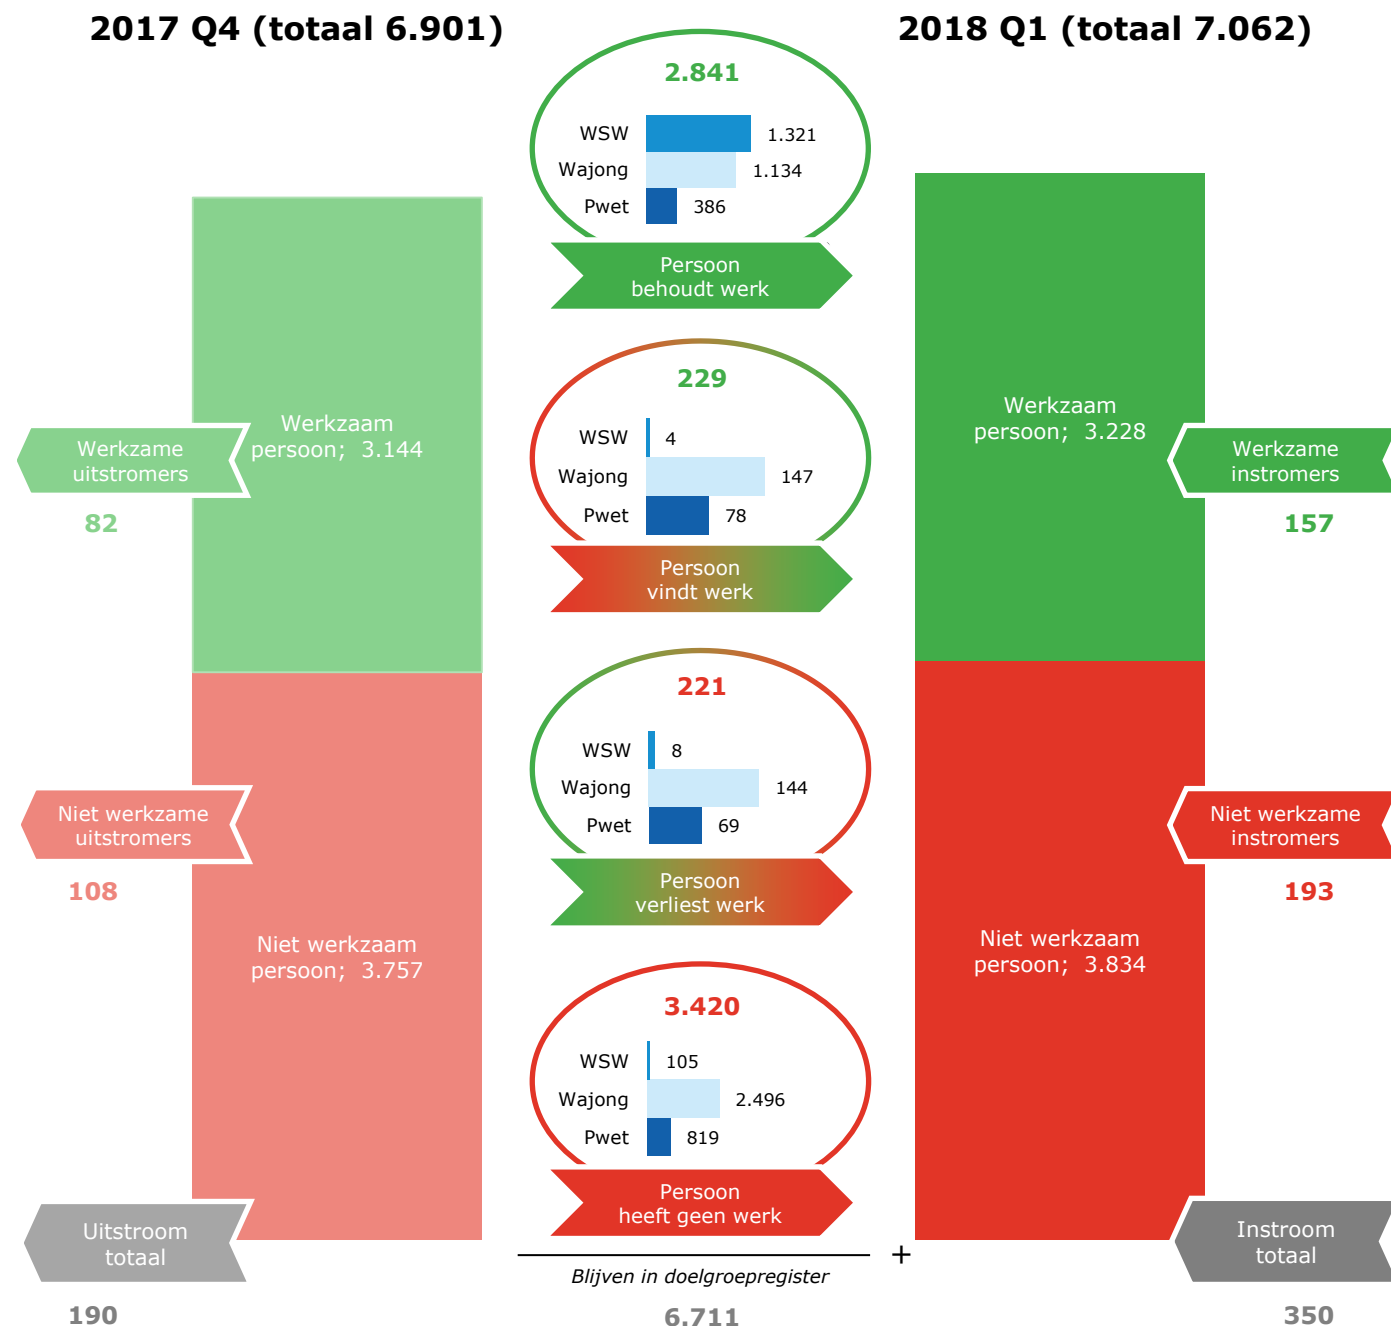 2017 Q4 (totaal 6.901)
2018 Q1 (totaal 7.062)
2.841
WSW 1.321
Wajong 1.134
Pwet 386
Persoon
behoudt werk
229
WSW 4
Wajong 147
Pwet 78
Persoon
vindt werk
221
WSW 8
Wajong 144
Pwet 69
Persoon
verliest werk
3.420
WSW 105
Wajong 2.496
Pwet 819
Persoon
heeft geen werk
Blijven in doelgroepregister
6.711
+
Werkzaam
persoon; 3.144
Werkzame
uitstromers
82
Niet werkzame
uitstromers
108
Niet werkzaam
persoon; 3.757
Uitstroom
totaal
190
Werkzaam
persoon; 3.228
Werkzame
instromers
157
Niet werkzame
instromers
193
Niet werkzaam
persoon; 3.834
Instroom
totaal
350